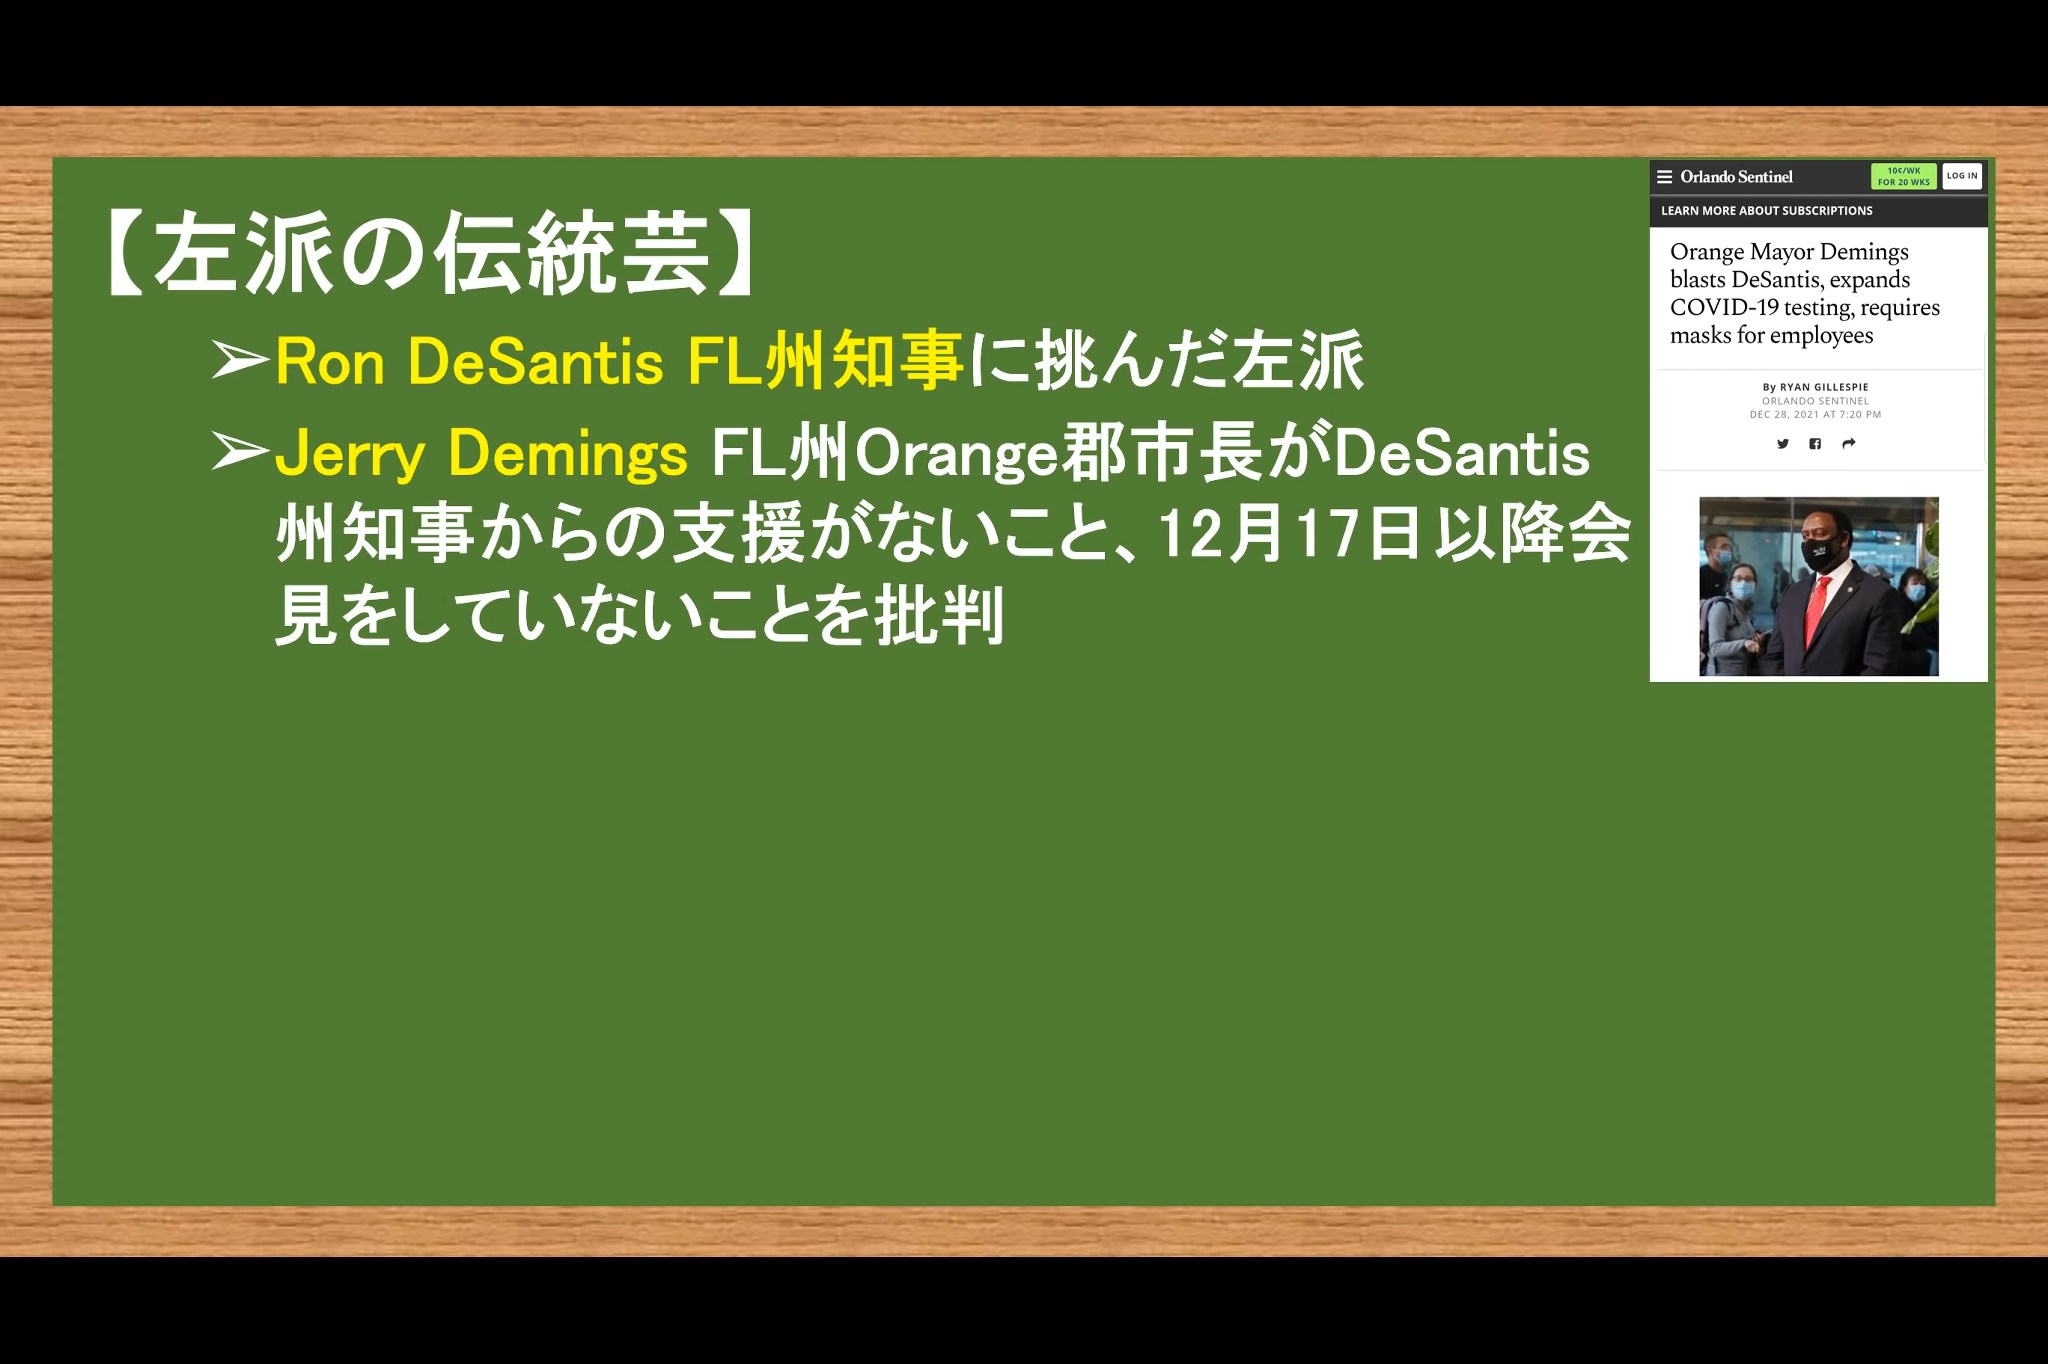 【左派の伝統芸】
➢Ron DeSantis FL州知事に挑んだ左派
➢Jerry Demings FL州Orange郡市長がDeSantis
州知事からの支援がないこと、12月17日以降会
見をしていないことを批判
Orlando Sentinel
10¢/WK
FOR 20 WKS
LOG IN
LEARN MORE ABOUT SUBSCRIPTIONS
Orange Mayor Demings
blasts DeSantis, expands
COVID-19 testing, requires
masks for employees
By RYAN GILLESPIE
ORLANDO SENTINEL
DEC 28, 2021 AT 7:20 PM